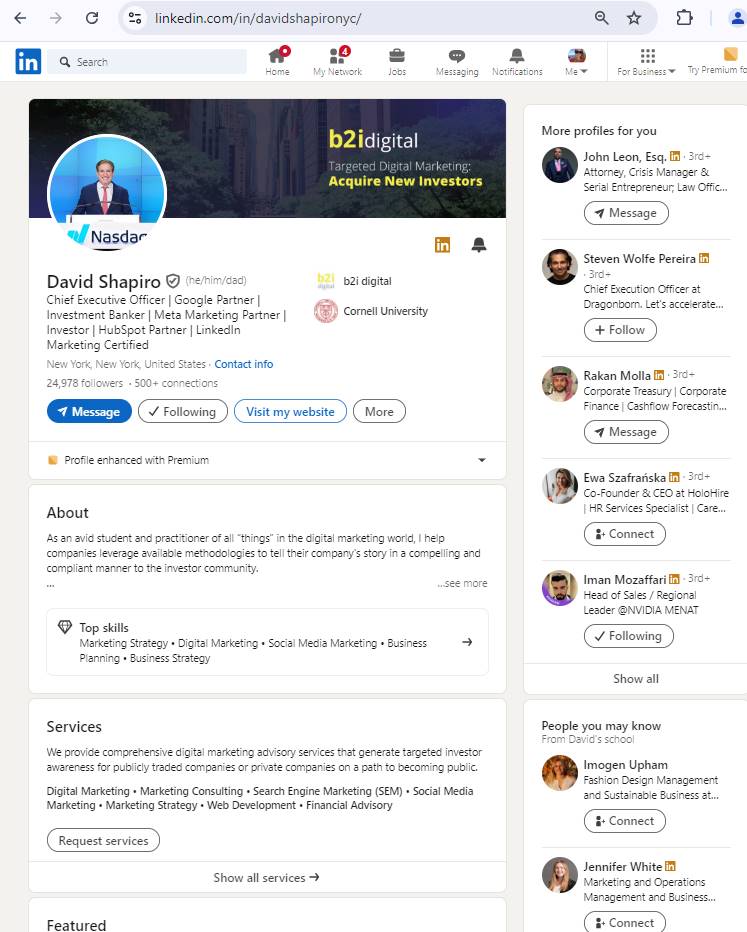 linkedin.com/in/davidshapironyc/
in
Search
Home
4
My Network
Jobs
Messaging
Notifications
Me
For Business
Try Premium fo
b2idigital
Targeted Digital Marketing:
Acquire New Investors
Nasdaq
David Shapiro (he/him/dad)
Chief Executive Officer | Google Partner |
Investment Banker | Meta Marketing Partner |
Investor | HubSpot Partner | LinkedIn
Marketing Certified
New York, New York, United States · Contact info
24,978 followers · 500+ connections
b2i
digital
b2i digital
Cornell University
in
Message
Following
Visit my website
More
Profile enhanced with Premium
About
As an avid student and practitioner of all “things” in the digital marketing world, I help
companies leverage available methodologies to tell their company’s story in a compelling and
compliant manner to the investor community.
...
...see more
Top skills
Marketing Strategy • Digital Marketing • Social Media Marketing • Business
Planning • Business Strategy
Services
We provide comprehensive digital marketing advisory services that generate targeted investor
awareness for publicly traded companies or private companies on a path to becoming public.
Digital Marketing • Marketing Consulting • Search Engine Marketing (SEM) • Social Media
Marketing • Marketing Strategy • Web Development • Financial Advisory
Request services
Show all services →
Featured
More profiles for you
John Leon, Esq. in · 3rd+
Attorney, Crisis Manager &
Serial Entrepreneur; Law Offic...
Message
Steven Wolfe Pereira in
· 3rd+
Chief Execution Officer at
Dragonborn. Let's accelerate...
+ Follow
Rakan Molla in · 3rd+
Corporate Treasury | Corporate
Finance | Cashflow Forecastin...
Message
Ewa Szafrańska in · 3rd+
Co-Founder & CEO at HoloHire
| HR Services Specialist | Care...
Connect
Iman Mozaffari in · 3rd+
Head of Sales / Regional
Leader @NVIDIA MENAT
Following
Show all
People you may know
From David's school
Imogen Upham
Fashion Design Management
and Sustainable Business at...
Connect
Jennifer White in
Marketing and Operations
Management and Business...
Connect